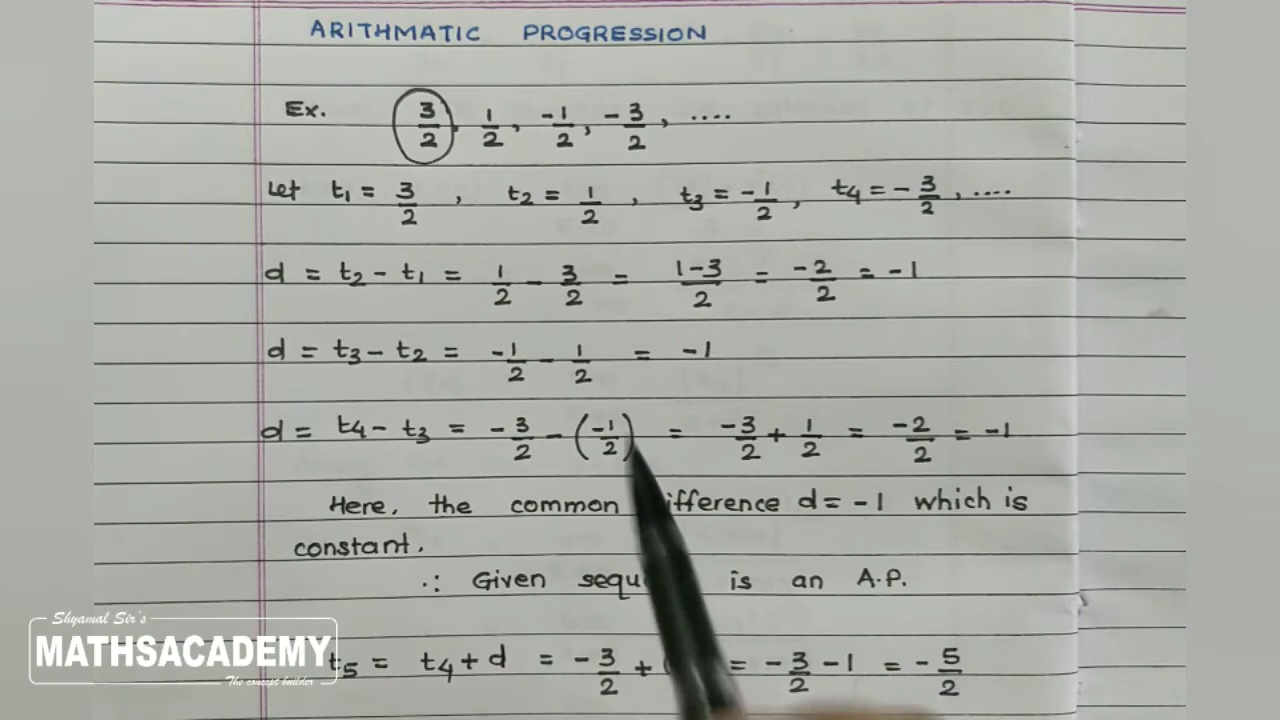 ARITHMATIC PROGRESSION
Ex. 3/2, 1/2, -1/2, -3/2, ....
Let t1 = 3/2, t2 = 1/2, t3 = -1/2, t4 = -3/2, ....
d = t2 - t1 = 1/2 - 3/2 = 1-3/2 = -2/2 = -1
d = t3 - t2 = -1/2 - 1/2 = -1
d = t4 - t3 = -3/2 - (-1/2) = -3/2 + 1/2 = -2/2 = -1
Here, the common ifference d = -1 which is
constant.
∴ Given sequ is an A.P.
t5 = t4 + d = -3/2 + ( = -3/2 - 1 = -5/2
Shyamal Sir's
MATHSACADEMY
The concept builder